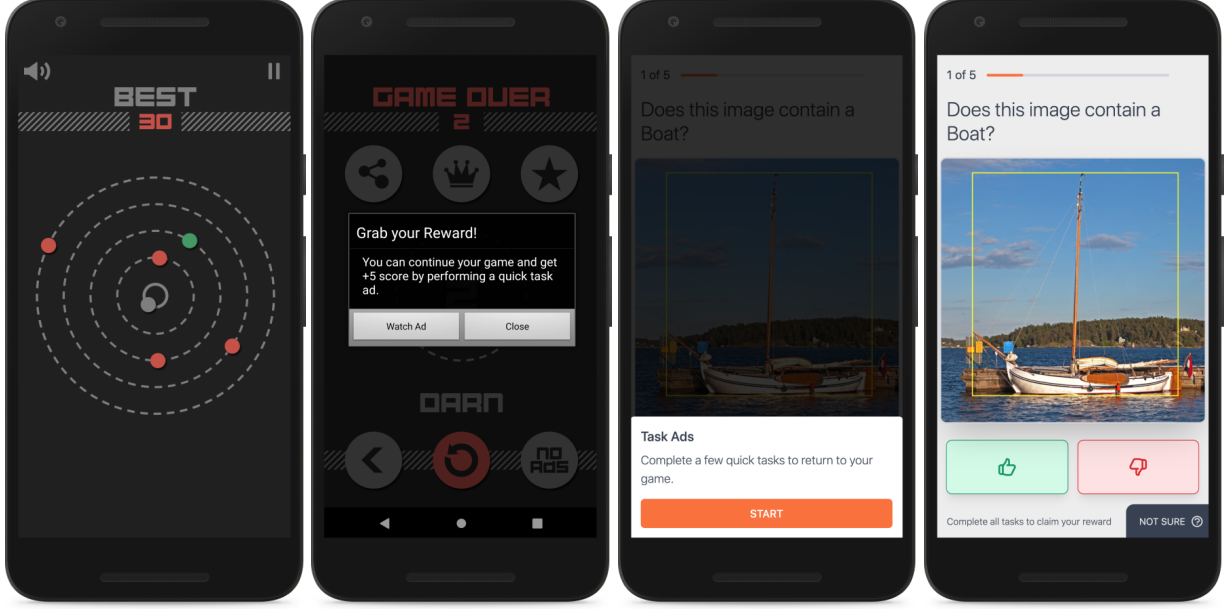 BEST
30
GAME OVER
2
Grab your Reward!
You can continue your game and get
+5 score by performing a quick task
ad.
Watch Ad
Close
DARN
NO
ADS
1 of 5
Does this image contain a
Boat?
Task Ads
Complete a few quick tasks to return to your
game.
START
1 of 5
Does this image contain a
Boat?
Complete all tasks to claim your reward
NOT SURE